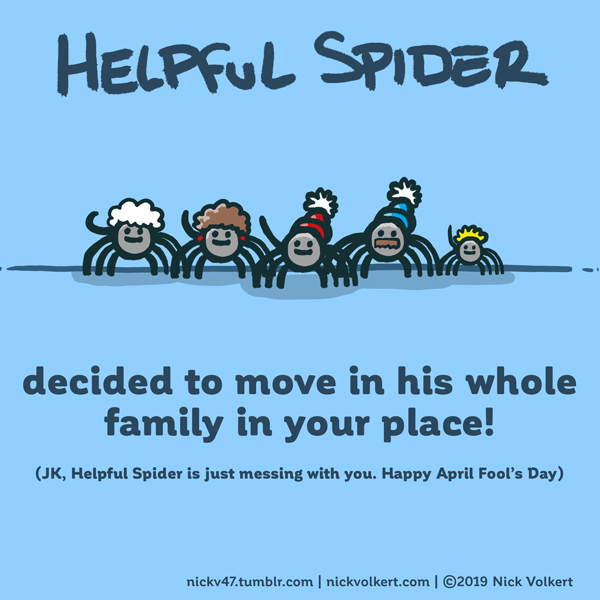 HELPFUL SPIDER
decided to move in his whole
family in your place!
(JK, Helpful Spider is just messing with you. Happy April Fool's Day)
nickv47.tumblr.com | nickvolkert.com | ©2019 Nick Volkert